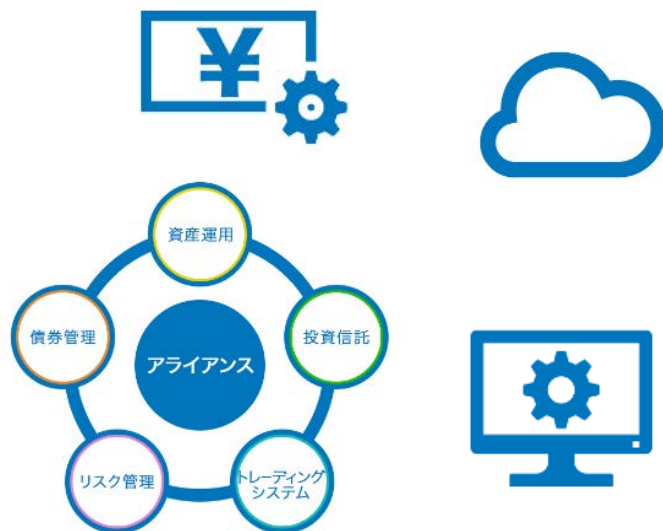 ¥
資産運用
債券管理
アライアンス
投資信託
リスク管理
トレーディング
システム